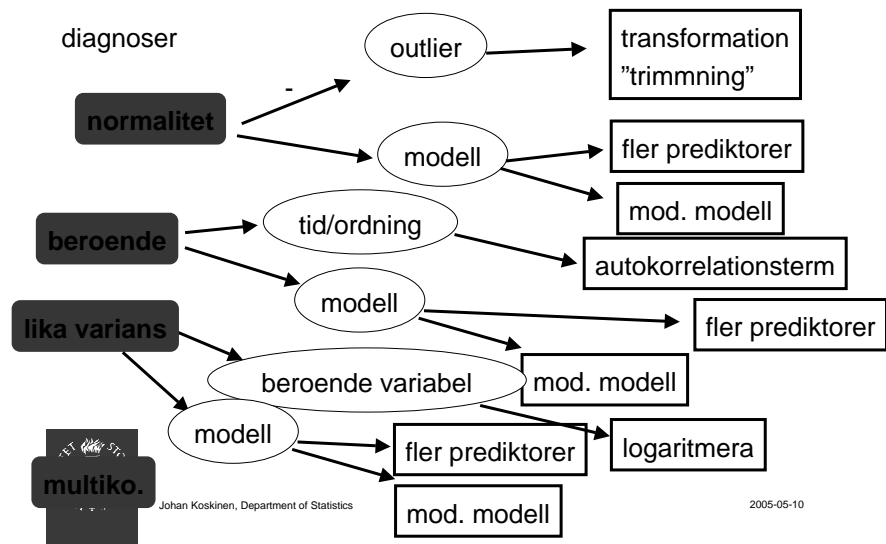 diagnoser
outlier
transformation
”trimmning”
-
normalitet
modell
fler prediktorer
mod. modell
beroende
tid/ordning
autokorrelationsterm
modell
lika varians
fler prediktorer
beroende variabel
mod. modell
modell
fler prediktorer
logaritmera
multiko.
mod. modell
Johan Koskinen, Department of Statistics
2005-05-10